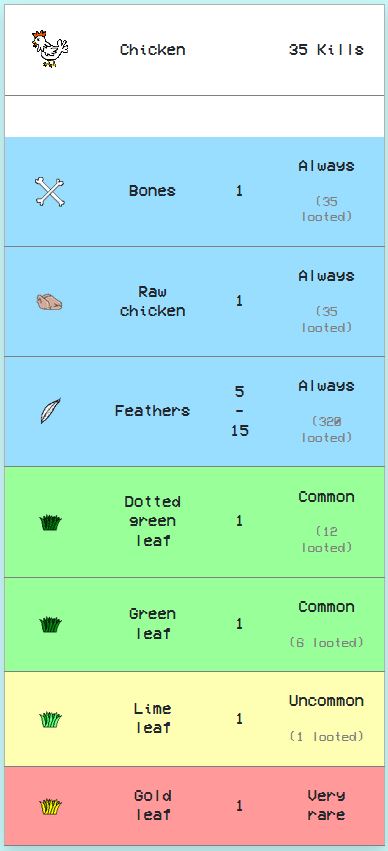 Chicken 35 Kills
Always
Bones 1
(35
looted)
Always
Raw
chicken 1
(35
looted)
Always
Feathers 5
-
15
(320
looted)
Dotted
green
leaf 1
Common
(12
looted)
Green
leaf 1
Common
(6 looted)
Lime
leaf 1
Uncommon
(1 looted)
Gold
leaf 1
Very
rare